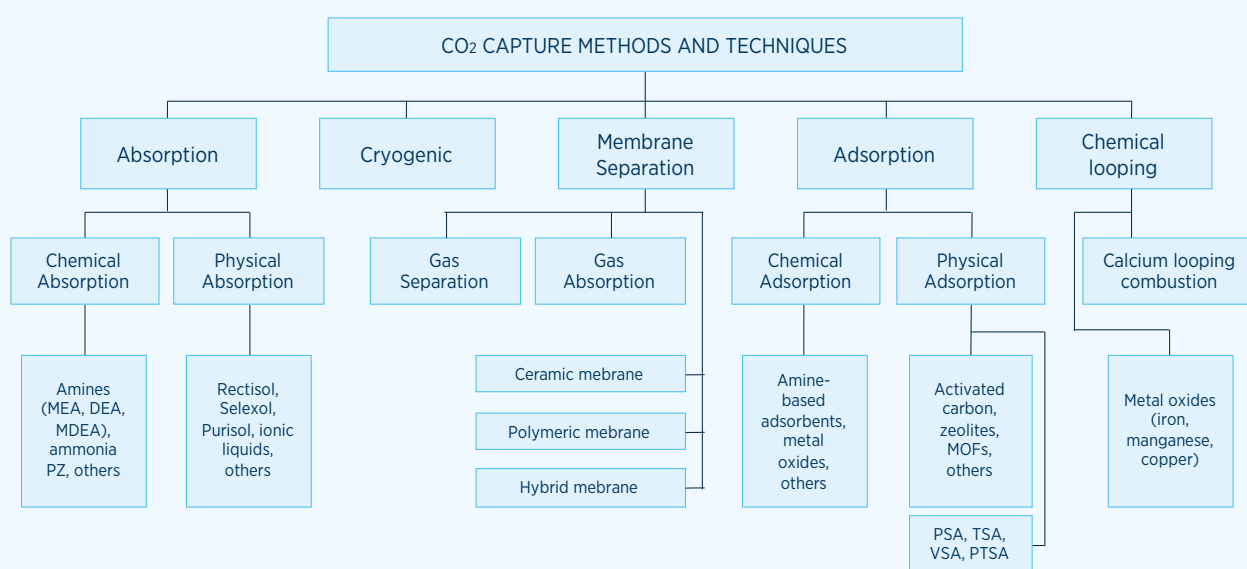 CO2 CAPTURE METHODS AND TECHNIQUES
Absorption
Cryogenic
Membrane
Separation
Adsorption
Chemical
looping
Chemical
Absorption
Physical
Absorption
Gas
Separation
Gas
Absorption
Chemical
Adsorption
Physical
Adsorption
Calcium looping
combustion
Amines
(MEA, DEA,
MDEA),
ammonia
PZ, others
Rectisol,
Selexol,
Purisol, ionic
liquids,
others
Ceramic mebrane
Polymeric mebrane
Hybrid mebrane
Amine-
based
adsorbents,
metal
oxides,
others
Activated
carbon,
zeolites,
MOFs,
others
Metal oxides
(iron,
manganese,
copper)
PSA, TSA,
VSA, PTSA